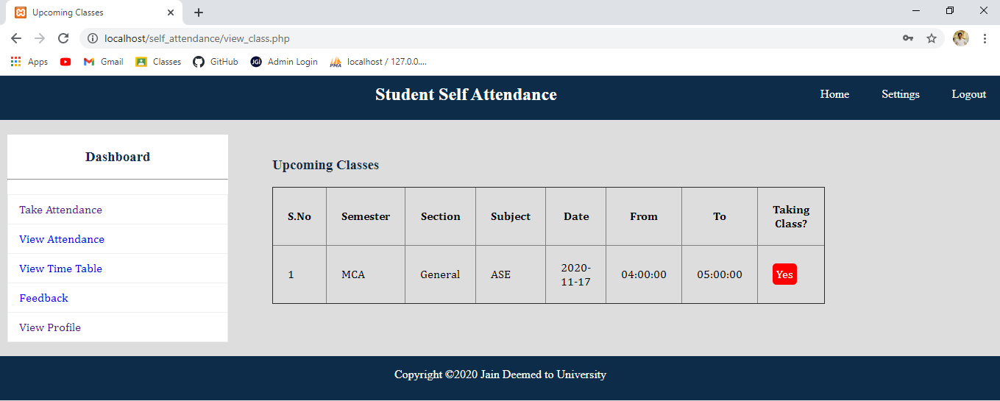 Upcoming Classes
localhost/self_attendance/view_class.php
Apps Gmail Classes GitHub JGI Admin Login PMA localhost / 127.0.0....
Student Self Attendance Home Settings Logout
Dashboard
Take Attendance
View Attendance
View Time Table
Feedback
View Profile
Upcoming Classes
S.No Semester Section Subject Date From To Taking
Class?
1 MCA General ASE 2020-
11-17 04:00:00 05:00:00 Yes
Copyright ©2020 Jain Deemed to University